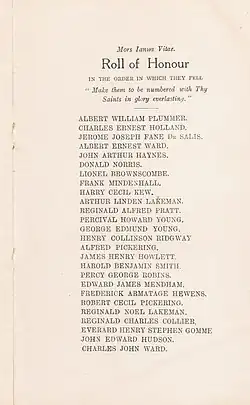 Mors Ianua Vitae.
Roll of Honour
IN THE ORDER IN WHICH THEY FELL
"Make them to be numbered with Thy
Saints in glory everlasting."
ALBERT WILLIAM PLUMMER.
CHARLES ERNEST HOLLAND.
JEROME JOSEPH FANE DE SALIS.
ALBERT ERNEST WARD.
JOHN ARTHUR HAYNES.
DONALD NORRIS.
LIONEL BROWNSCOMBE.
FRANK MINDENHALL.
HARRY CECIL KEW.
ARTHUR LINDEN LAKEMAN.
REGINALD ALFRED PRATT.
PERCIVAL HOWARD YOUNG.
GEORGE EDMUND YOUNG.
HENRY COLLINSON RIDGWAY
ALFRED PICKERING.
JAMES HENRY HOWLETT.
HAROLD BENJAMIN SMITH.
PERCY GEORGE ROBINS.
EDWARD JAMES MENDHAM.
FREDERICK ARMATAGE HEWENS.
ROBERT CECIL PICKERING.
REGINALD NOEL LAKEMAN.
REGINALD CHARLES COLLIER.
EVERARD HENRY STEPHEN GOMME
JOHN EDWARD HUDSON.
CHARLES JOHN WARD.